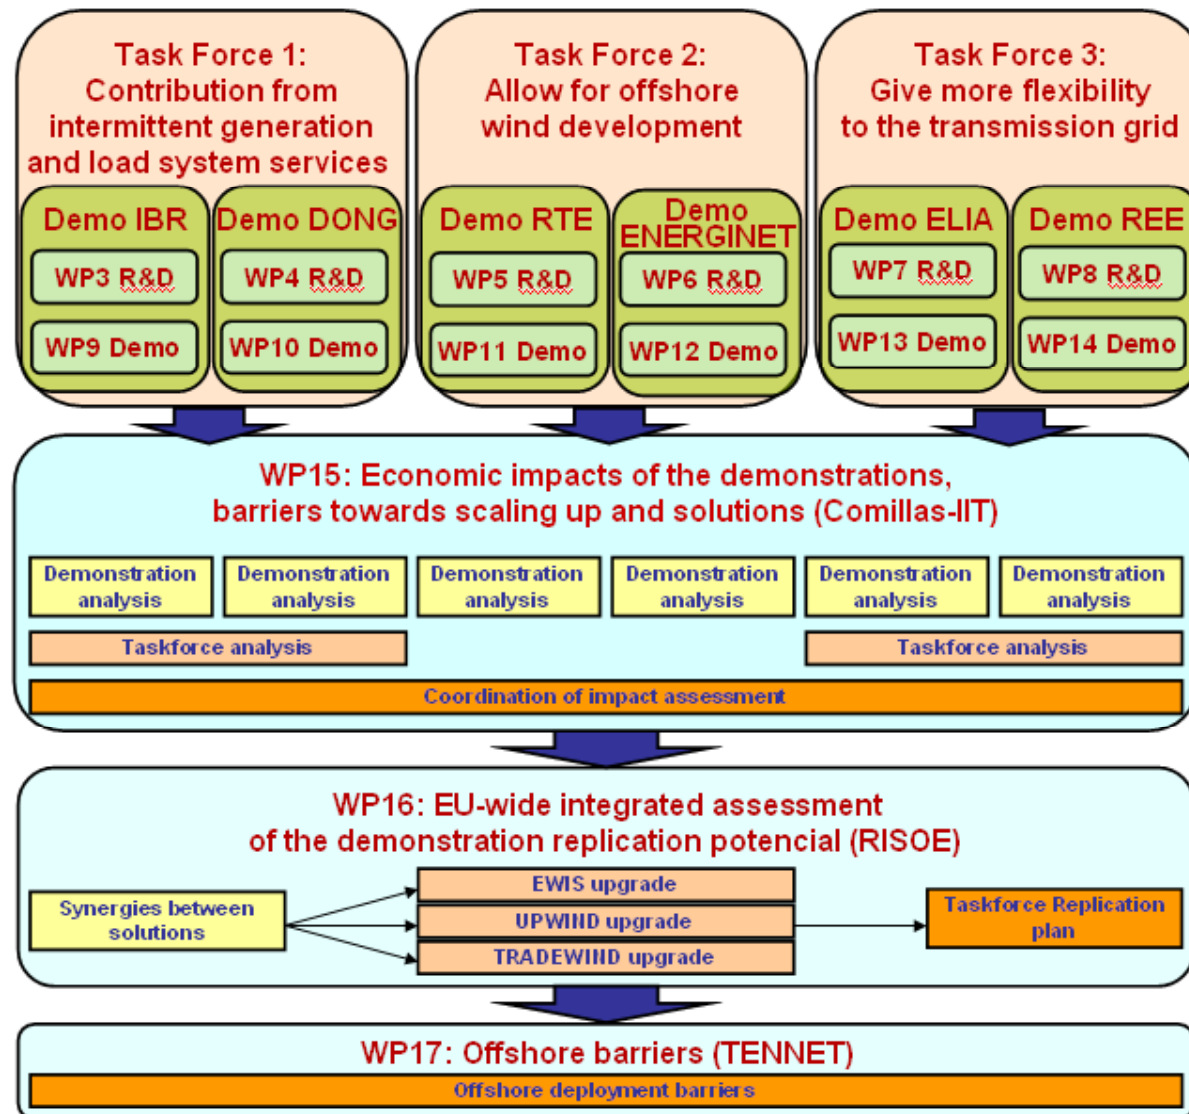 Task Force 1:
Contribution from
intermittent generation
and load system services
Demo IBR
WP3 R&D
WP9 Demo
Demo DONG
WP4 R&D
WP10 Demo
Task Force 2:
Allow for offshore
wind development
Demo RTE
WP5 R&D
WP11 Demo
Demo
ENERGINET
WP6 R&D
WP12 Demo
Task Force 3:
Give more flexibility
to the transmission grid
Demo ELIA
WP7 R&D
WP13 Demo
Demo REE
WP8 R&D
WP14 Demo
WP15: Economic impacts of the demonstrations,
barriers towards scaling up and solutions (Comillas-IIT)
Demonstration
analysis
Demonstration
analysis
Demonstration
analysis
Demonstration
analysis
Demonstration
analysis
Demonstration
analysis
Taskforce analysis
Taskforce analysis
Coordination of impact assessment
WP16: EU-wide integrated assessment
of the demonstration replication potencial (RISOE)
Synergies between
solutions
EWIS upgrade
UPWIND upgrade
TRADEWIND upgrade
Taskforce Replication
plan
WP17: Offshore barriers (TENNET)
Offshore deployment barriers